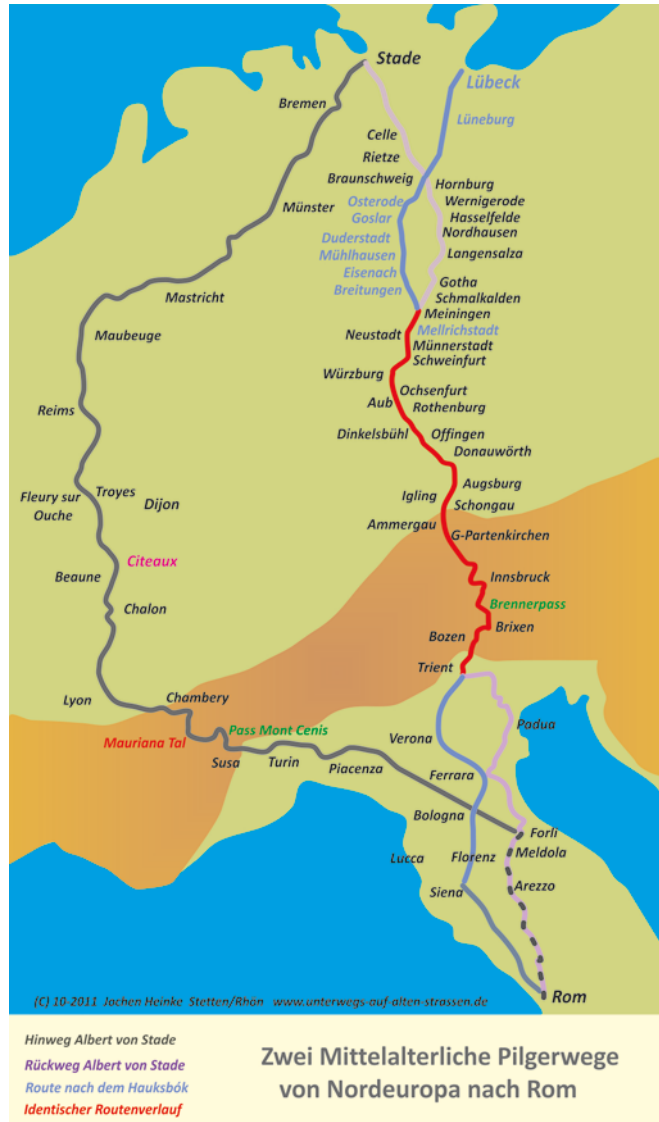 Stade
Lübeck
Bremen
Lüneburg
Celle
Rietze
Braunschweig
Hornburg
Osterode
Wernigerode
Münster
Goslar
Hasselfelde
Nordhausen
Duderstadt
Mühlhausen
Langensalza
Eisenach
Gotha
Breitungen
Schmalkalden
Mastricht
Meiningen
Maubeuge
Neustadt
Mellrichstadt
Münnerstadt
Schweinfurt
Würzburg
Ochsenfurt
Reims
Aub
Rothenburg
Dinkelsbühl
Offingen
Donauwörth
Troyes
Augsburg
Fleury sur
Ouche
Dijon
Igling
Schongau
Ammergau
G-Partenkirchen
Citeaux
Beaune
Innsbruck
Chalon
Brennerpass
Brixen
Bozen
Trient
Lyon
Chambery
Pass Mont Cenis
Padua
Mauriana Tal
Verona
Susa
Turin
Piacenza
Ferrara
Bologna
Forli
Lucca
Florenz
Meldola
Siena
Arezzo
Rom
(C) 10-2011 Jochen Heinke Stetten/Rhön www.unterwegs-auf-alten-strassen.de
Hinweg Albert von Stade
Rückweg Albert von Stade
Route nach dem Hauksbók
Identischer Routenverlauf
Zwei Mittelalterliche Pilgerwege
von Nordeuropa nach Rom